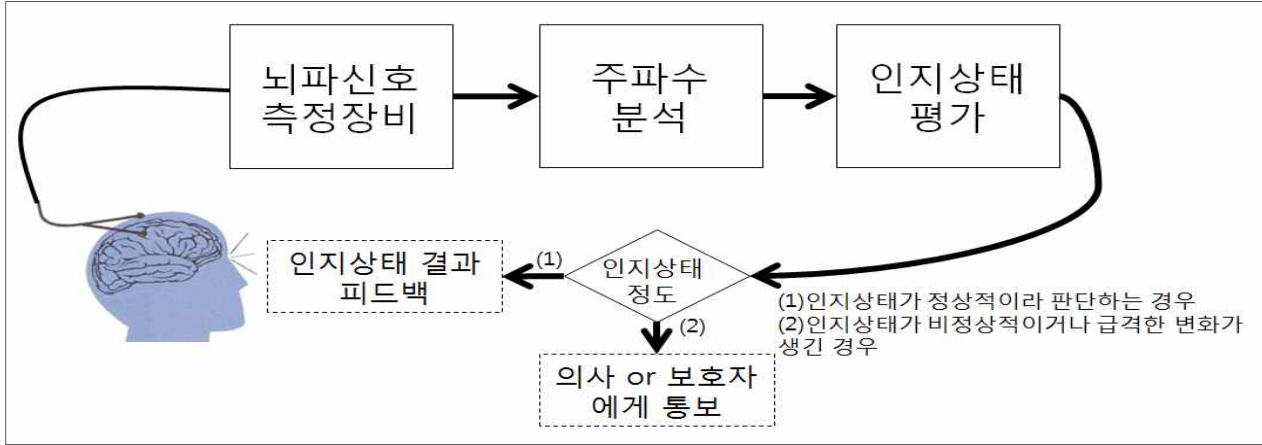 뇌파신호
측정장비
주파수
분석
인지상태
평가
인지상태 결과
피드백
(1)
인지상태
정도
(2)
의사 or 보호자
에게 통보
(1)인지상태가 정상적이라 판단하는 경우
(2)인지상태가 비정상적이거나 급격한 변화가
생긴 경우